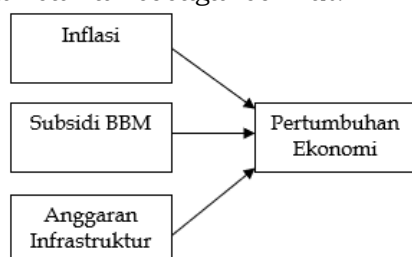 Inflasi
Subsidi BBM
Pertumbuhan
Ekonomi
Anggaran
Infrastruktur